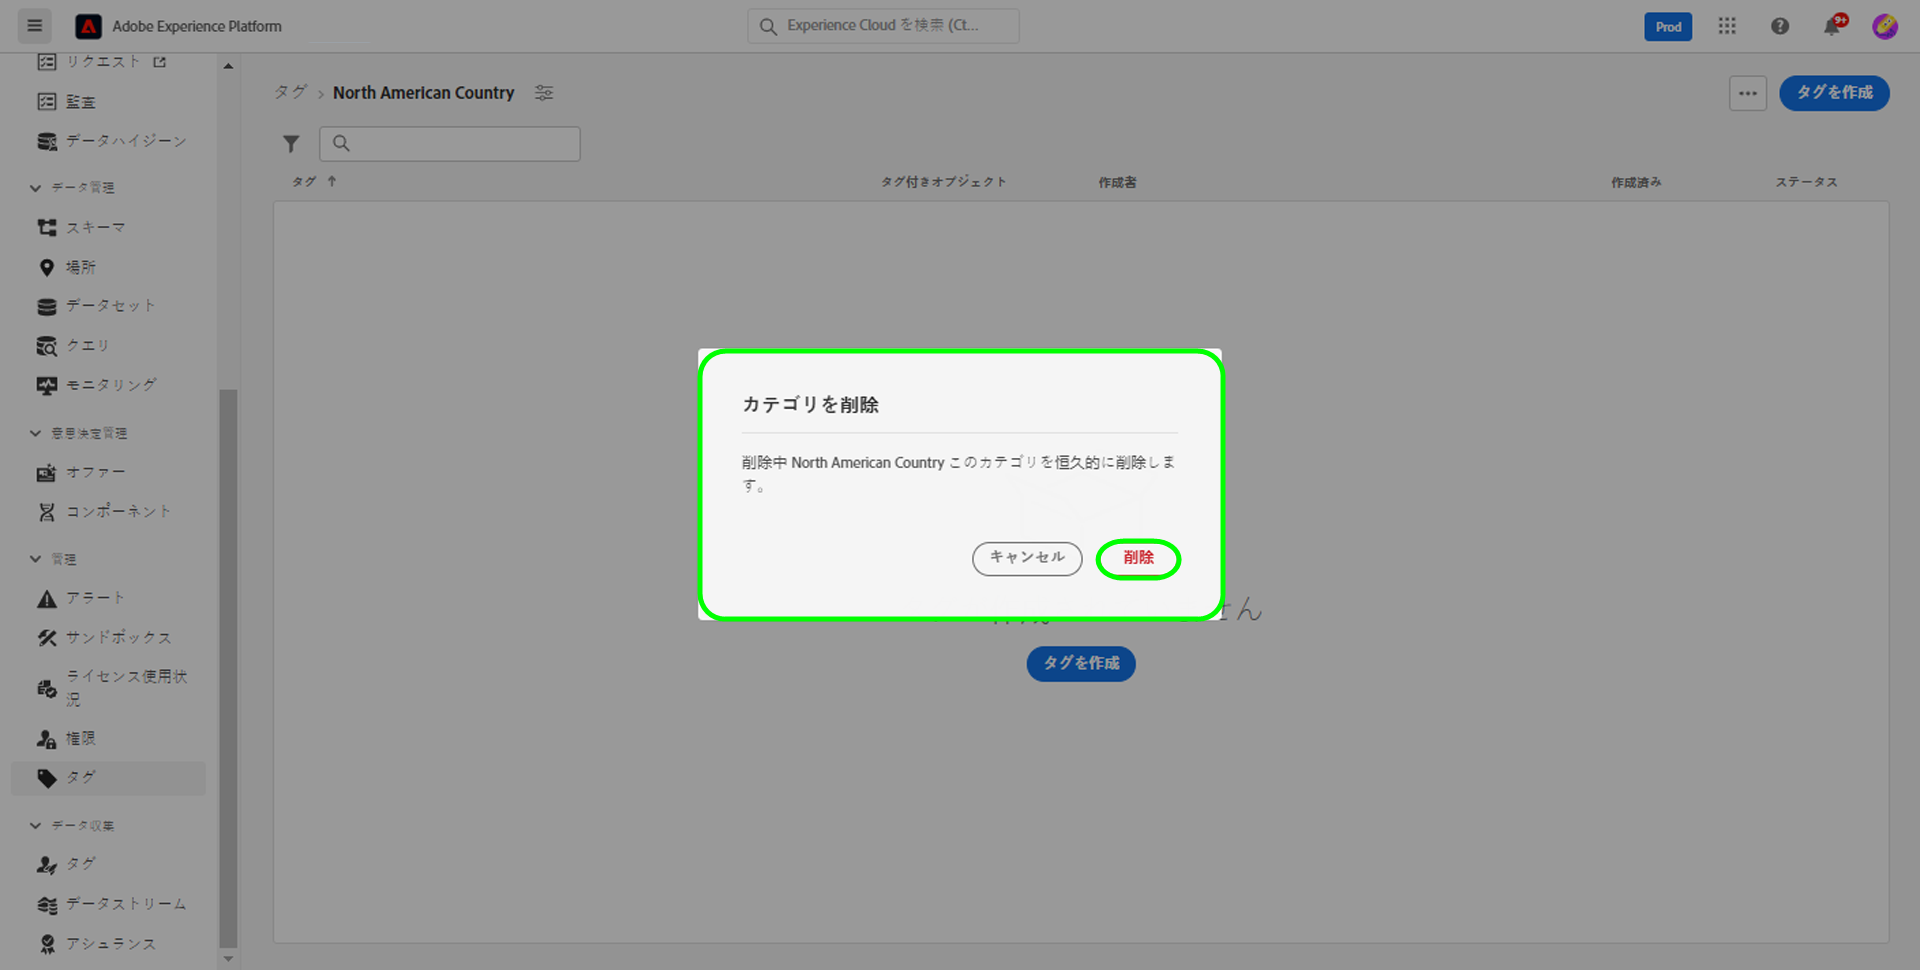 Adobe Experience Platform
Experience Cloud を検索 (Ct...
Prod
9+
リクエスト
監査
データハイジーン
データ管理
スキーマ
場所
データセット
クエリ
モニタリング
意思決定管理
オファー
コンポーネント
管理
アラート
サンドボックス
ライセンス使用状
況
権限
タグ
データ収集
タグ
データストリーム
アシュランス
タグ > North American Country
タグを作成
タグ ↑ タグ付きオブジェクト 作成者 作成済み ステータス
カテゴリを削除
削除中 North American Country このカテゴリを恒久的に削除しま
す。
キャンセル 削除
せん
タグを作成